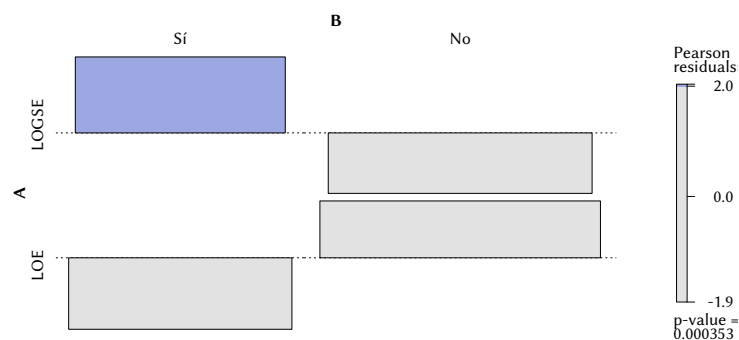 B
Sí No
Pearson
residuals
LOGSE
2.0
A
0.0
LOE
-1.9
p-value =
0.000353